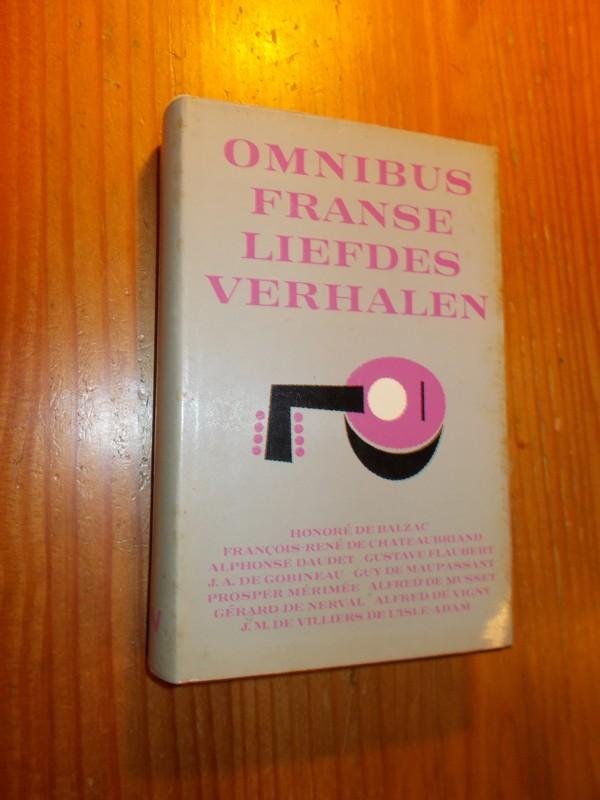 OMNIBUS
FRANSE
LIEFDES
VERHALEN
HONORÉ DE BALZAC
FRANÇOIS-RENÉ DE CHATEAUBRIAND
ALPHONSE DAUDET GUSTAVE FLAUBERT
J. A. DE GOBINEAU GUY DE MAUPASSANT
PROSPER MÉRIMÉE ALFRED DE MUSSET
GÉRARD DE NERVAL ALFRED DE VIGNY
J. M. DE VILLIERS DE L'ISLE-ADAM
V